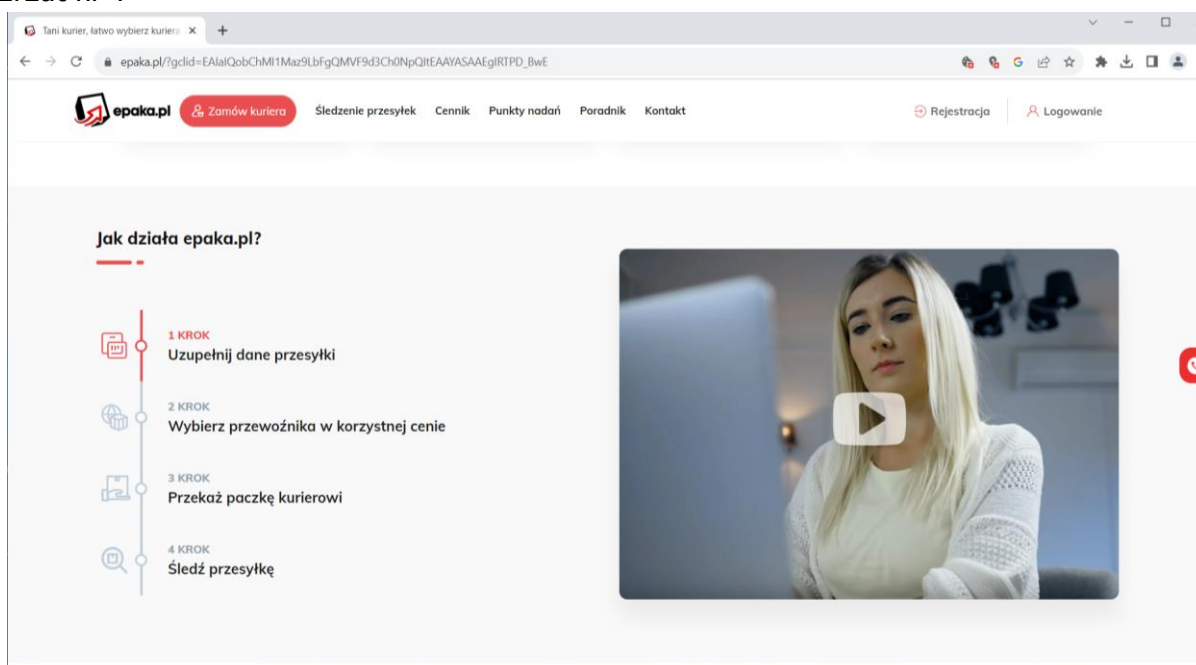 Tani kurier, łatwo wybierz kuriera
epaka.pl/?gclid=EAIaIQobChMI1Maz9LbFgQMVF9d3Ch0NpQItEAAYASAAEgIRTPD_BwE
epaka.pl Zamów kuriera Śledzenie przesyłek Cennik Punkty nadań Poradnik Kontakt Rejestracja Logowanie
Jak działa epaka.pl?
1 KROK
Uzupełnij dane przesyłki
2 KROK
Wybierz przewoźnika w korzystnej cenie
3 KROK
Przekaż paczkę kurierowi
4 KROK
Śledź przesyłkę